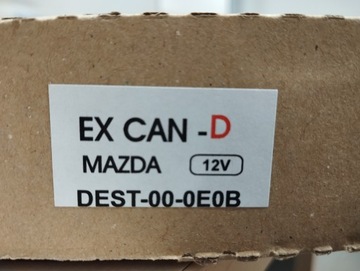 EX CAN -D
MAZDA 12V
DEST-00-0E0B